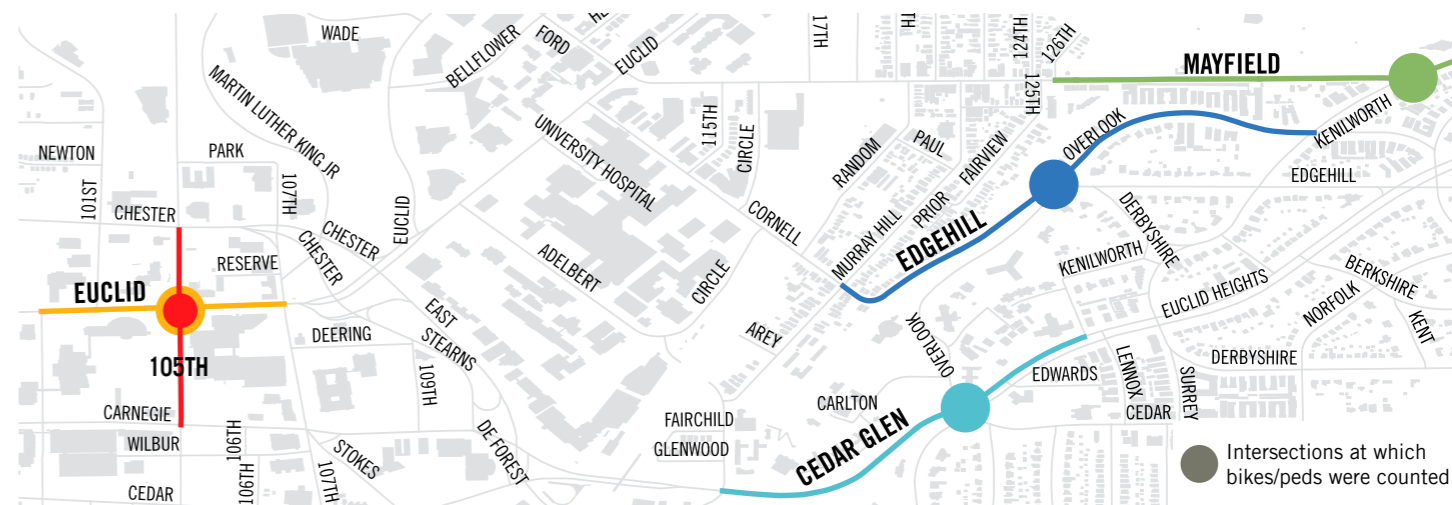 WADE
HE
FORD
BELLFLOWER
EUCLID
17TH
124TH
126TH
125TH
MAYFIELD
MARTIN LUTHER KING JR
UNIVERSITY HOSPITAL
115TH
CIRCLE
RANDOM
PAUL
FAIRVIEW
PRIOR
MURRAY HILL
OVERLOOK
KENILWORTH
EDGEHILL
NEWTON
PARK
101ST
107TH
CHESTER
CHESTER
CHESTER
EUCLID
RESERVE
ADELBERT
CORNELL
CIRCLE
EDGEHILL
DERBYSHIRE
KENILWORTH
EUCLID HEIGHTS
BERKSHIRE
NORFOLK
KENT
EUCLID
105TH
DEERING
EAST
STEARNS
AREY
OVERLOOK
109TH
EDWARDS
LENNOX
SURREY
DERBYSHIRE
CARNEGIE
WILBUR
106TH
FAIRCHILD
GLENWOOD
CARLTON
CEDAR GLEN
CEDAR
CEDAR
106TH
107TH
STOKES
DE FOREST
Intersections at which
bikes/peds were counted